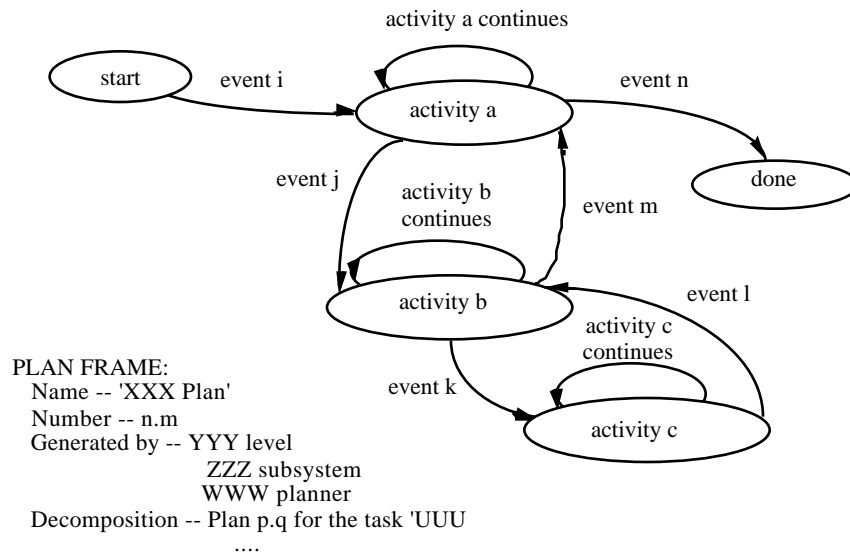 activity a continues
start
event i
event n
activity a
event j
activity b
continues
event m
done
activity b
event l
activity c
continues
event k
activity c
PLAN FRAME:
Name -- 'XXX Plan'
Number -- n.m
Generated by -- YYY level
ZZZ subsystem
WWW planner
Decomposition -- Plan p.q for the task 'UUU
....